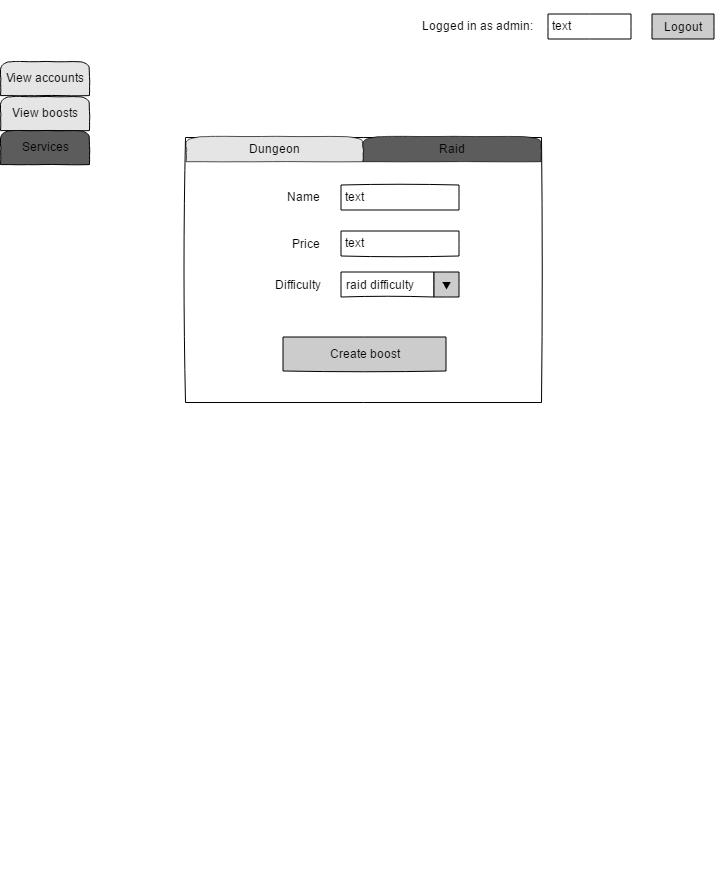 Logged in as admin: text Logout
View accounts
View boosts
Services
Dungeon Raid
Name text
Price text
Difficulty raid difficulty
Create boost